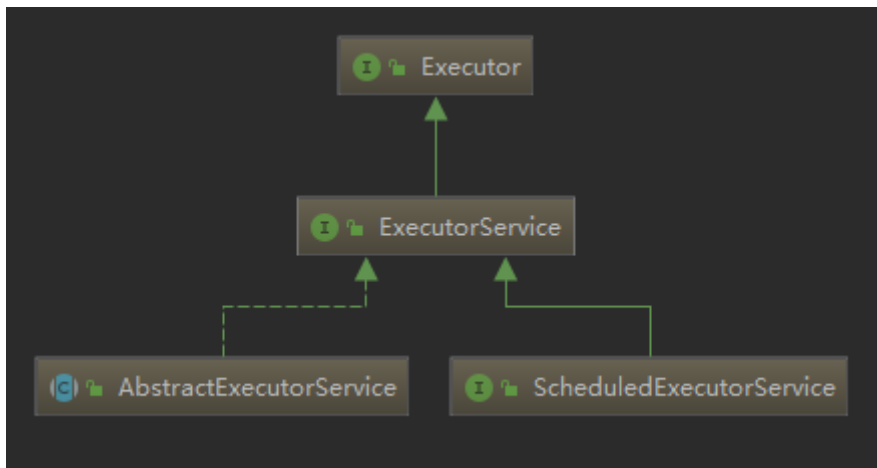 I Executor
I ExecutorService
C AbstractExecutorService
I ScheduledExecutorService